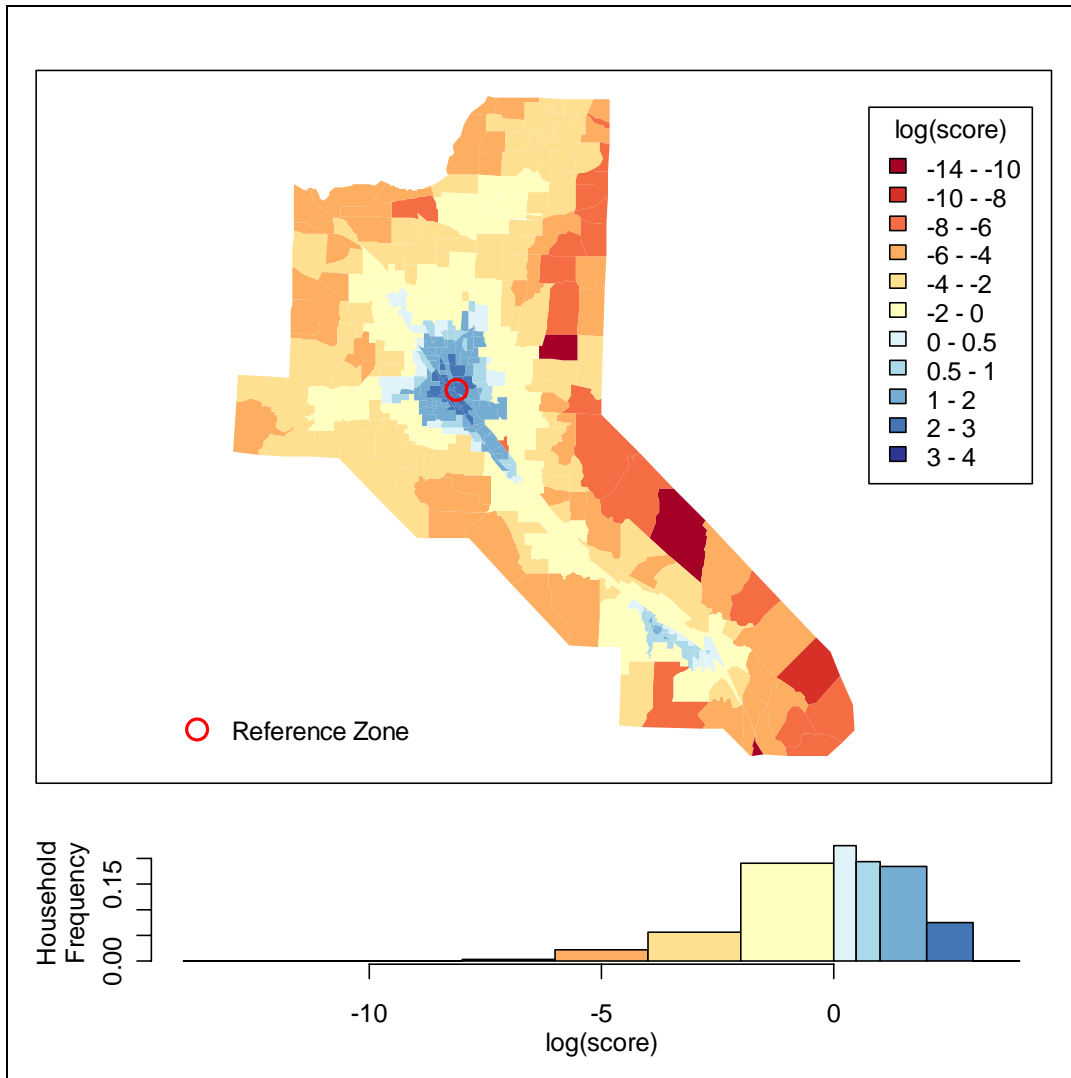 log(score)
-14 - -10
-10 - -8
-8 - -6
-6 - -4
-4 - -2
-2 - 0
0 - 0.5
0.5 - 1
1 - 2
2 - 3
3 - 4
Reference Zone
Household
Frequency
0.15
0.00
-10 -5 0
log(score)